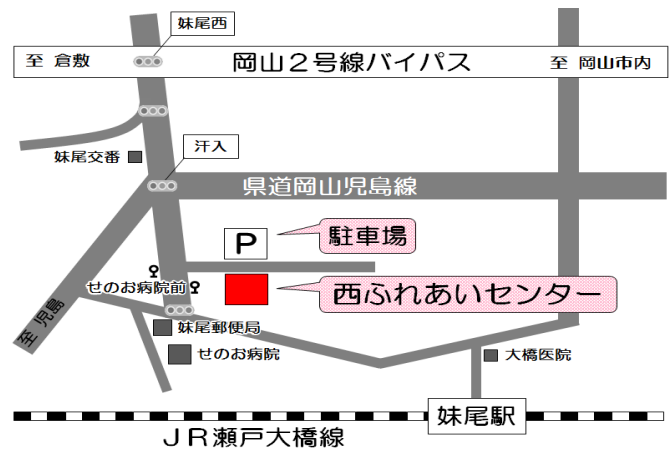 妹尾西
至 倉敷
岡山２号線バイパス
至 岡山市内
妹尾交番
汗入
県道岡山児島線
P
駐車場
せのお病院前
西ふれあいセンター
至 児島
妹尾郵便局
せのお病院
大橋医院
妹尾駅
ＪＲ瀬戸大橋線